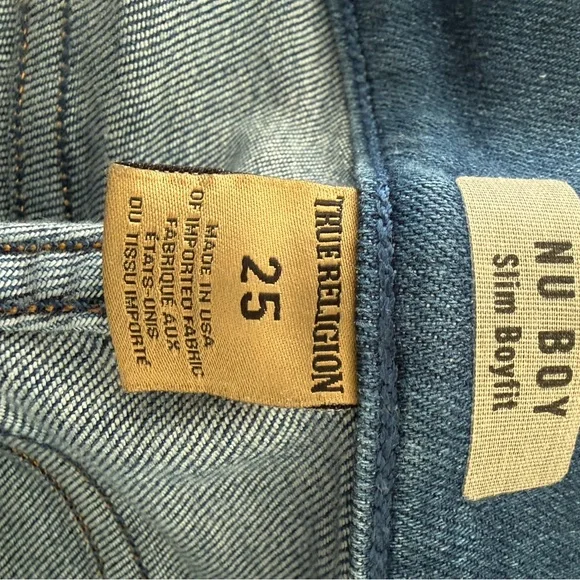 TRUE RELIGION
25
MADE IN USA
OF IMPORTED FABRIC
FABRIQUE AUX
ÉTATS-UNIS
DU TISSU IMPORTÉ
NU BOY
Slim Boyfit